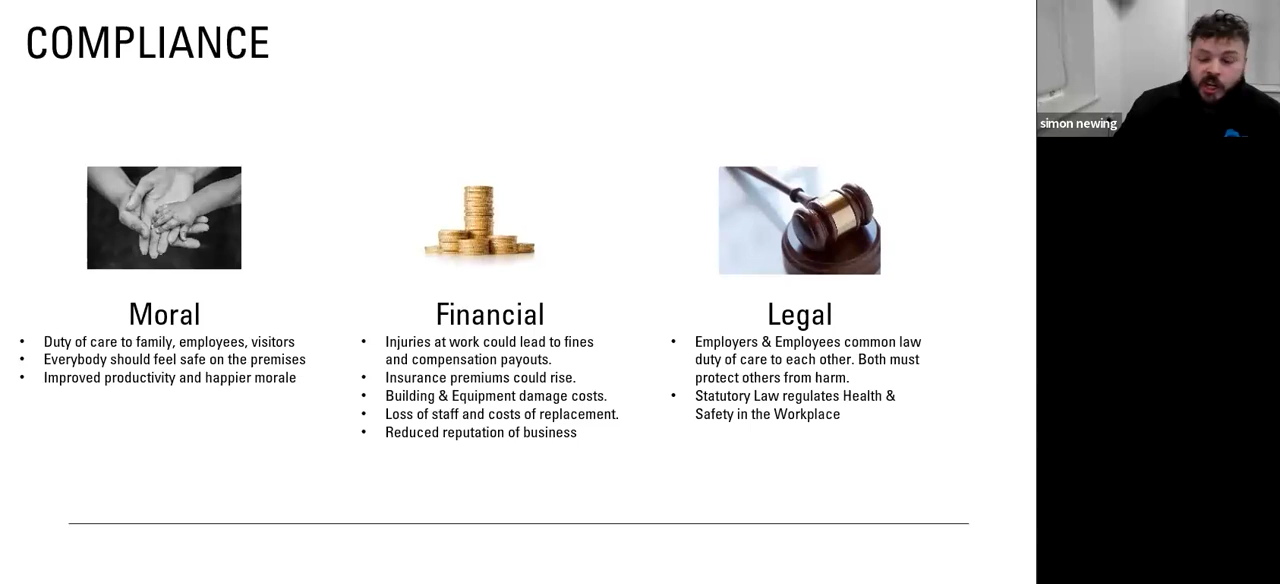 COMPLIANCE
simon newing
Moral
• Duty of care to family, employees, visitors
• Everybody should feel safe on the premises
• Improved productivity and happier morale
Financial
• Injuries at work could lead to fines
and compensation payouts.
• Insurance premiums could rise.
• Building & Equipment damage costs.
• Loss of staff and costs of replacement.
• Reduced reputation of business
Legal
• Employers & Employees common law
duty of care to each other. Both must
protect others from harm.
• Statutory Law regulates Health &
Safety in the Workplace